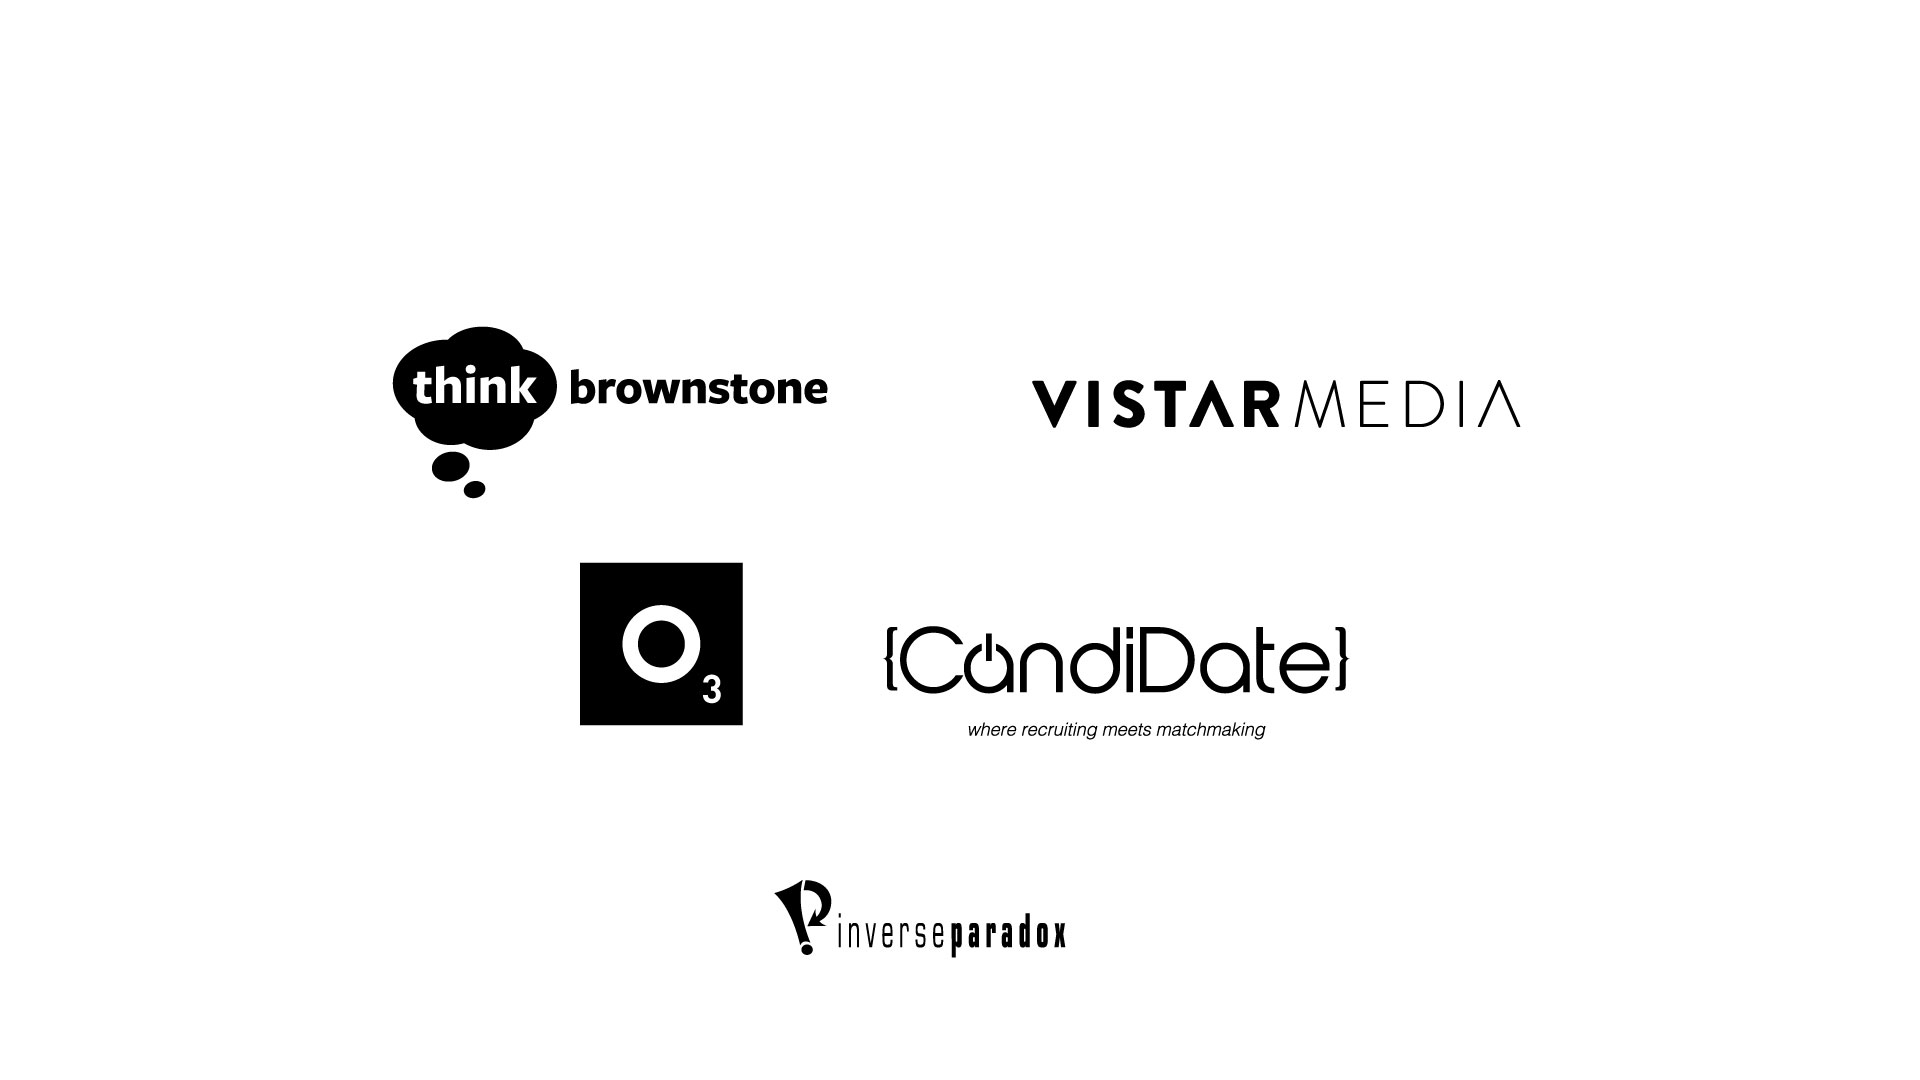 think brownstone
VISTAR MEDIA
O3
{CandiDate}
where recruiting meets matchmaking
inverseparadox